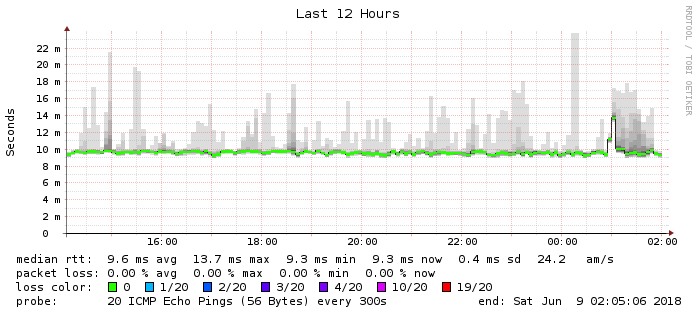 Last 12 Hours
RRDTOOL / TOBI OETIKER
Seconds
22 m
20 m
18 m
16 m
14 m
12 m
10 m
8 m
6 m
4 m
2 m
0
16:00 18:00 20:00 22:00 00:00 02:00
median rtt: 9.6 ms avg 13.7 ms max 9.3 ms min 9.3 ms now 0.4 ms sd 24.2 am/s
packet loss: 0.00 % avg 0.00 % max 0.00 % min 0.00 % now
loss color: 0 1/20 2/20 3/20 4/20 10/20 19/20
probe: 20 ICMP Echo Pings (56 Bytes) every 300s end: Sat Jun 9 02:05:06 2018